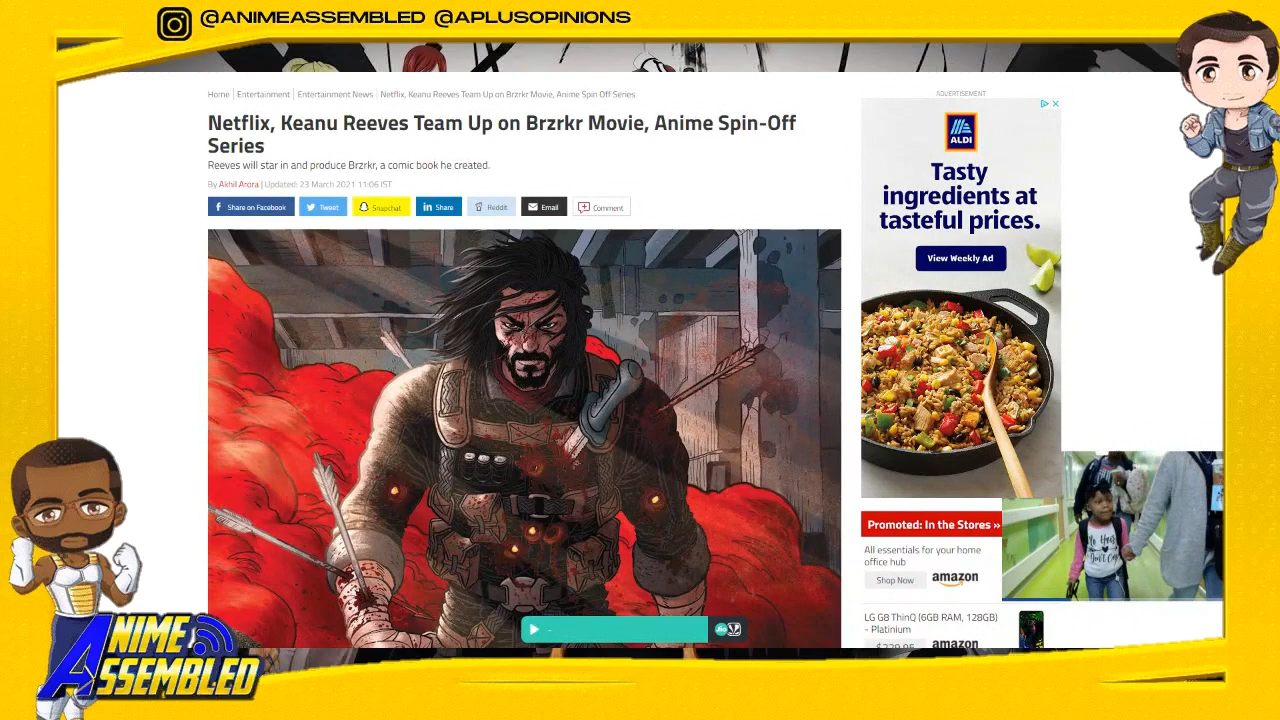 @ANIMEASSEMBLED @APLUSOPINIONS
Home | Entertainment | Entertainment News | Netflix, Keanu Reeves Team Up on Brzrkr Movie, Anime Spin Off Series
Netflix, Keanu Reeves Team Up on Brzrkr Movie, Anime Spin-Off
Series
Reeves will star in and produce Brzrkr, a comic book he created.
By Akhil Arora | Updated: 23 March 2021 11:06 IST
Share on Facebook
Tweet
Snapchat
in Share
Reddit
Email
Comment
ADVERTISEMENT
ALDI
Tasty
ingredients at
tasteful prices.
View Weekly Ad
Promoted: In the Stores »
All essentials for your home
office hub
Shop Now
amazon
LG G8 ThinQ (6GB RAM, 128GB)
- Platinium
amazon
Jio
ANIME
ASSEMBLED